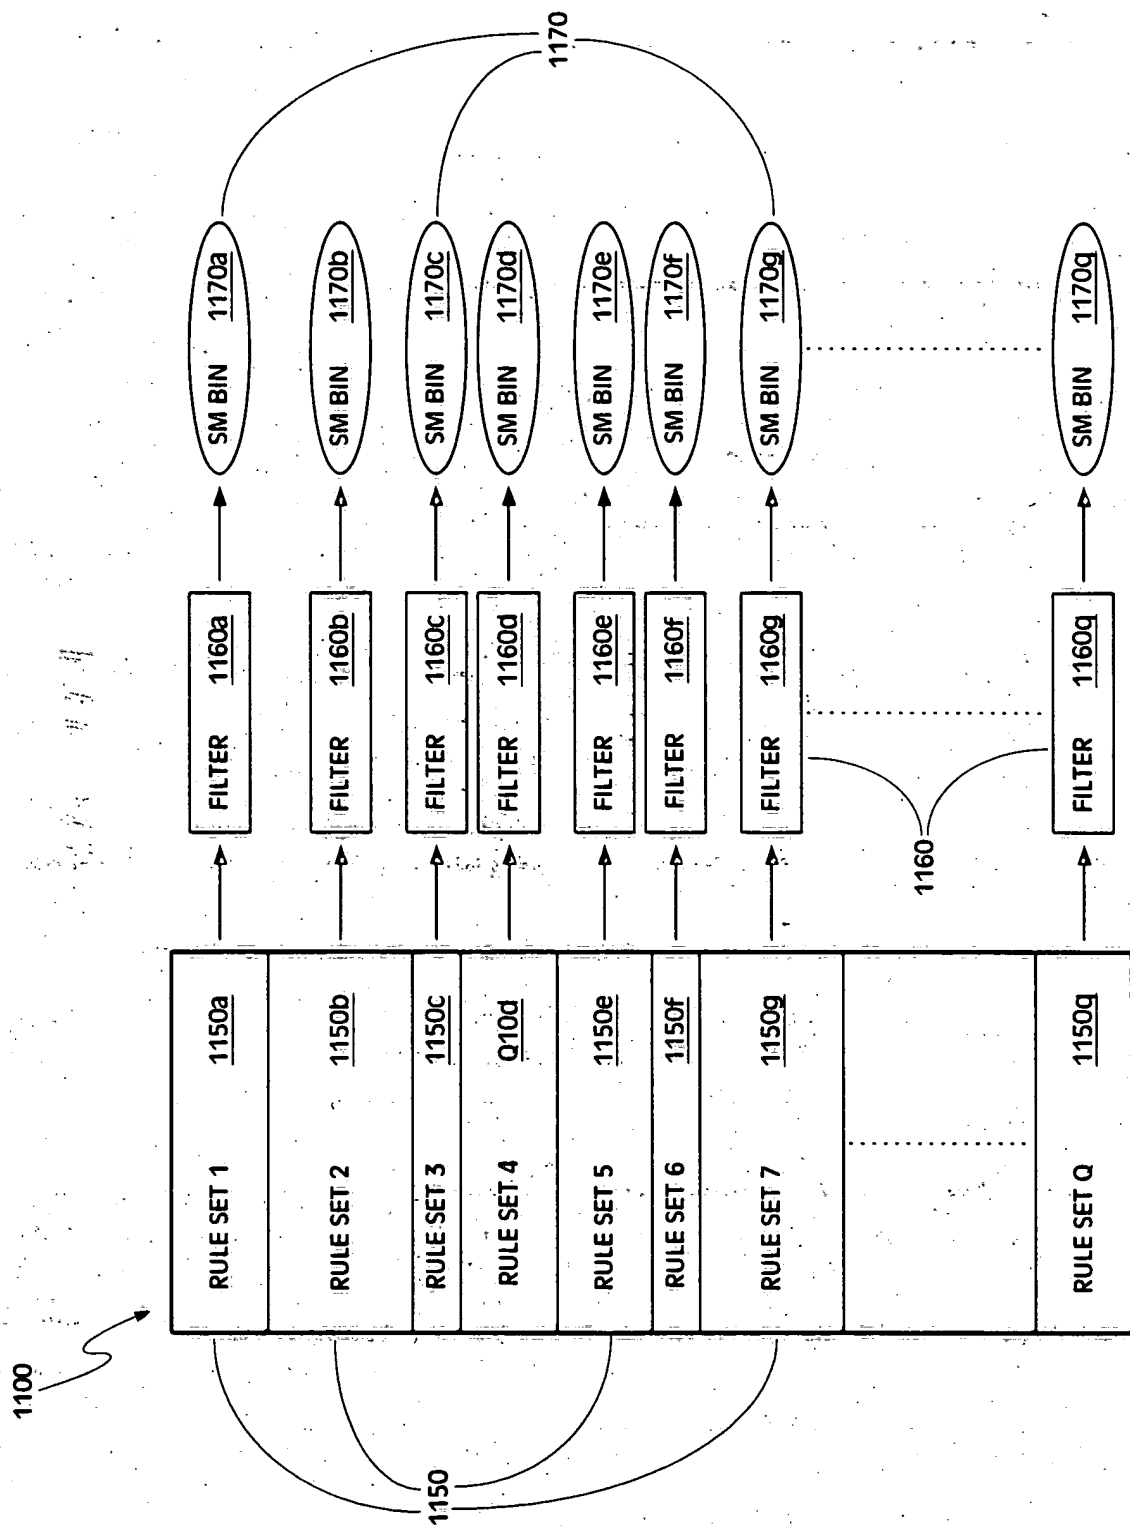 1100
1150
RULE SET 1 1150a
FILTER 1160a
SM BIN 1170a
RULE SET 2 1150b
FILTER 1160b
SM BIN 1170b
RULE SET 3 1150c
FILTER 1160c
SM BIN 1170c
RULE SET 4 Q10d
FILTER 1160d
SM BIN 1170d
RULE SET 5 1150e
FILTER 1160e
SM BIN 1170e
RULE SET 6 1150f
FILTER 1160f
SM BIN 1170f
RULE SET 7 1150g
FILTER 1160g
SM BIN 1170g
RULE SET Q 1150q
FILTER 1160q
SM BIN 1170q
1160
1170